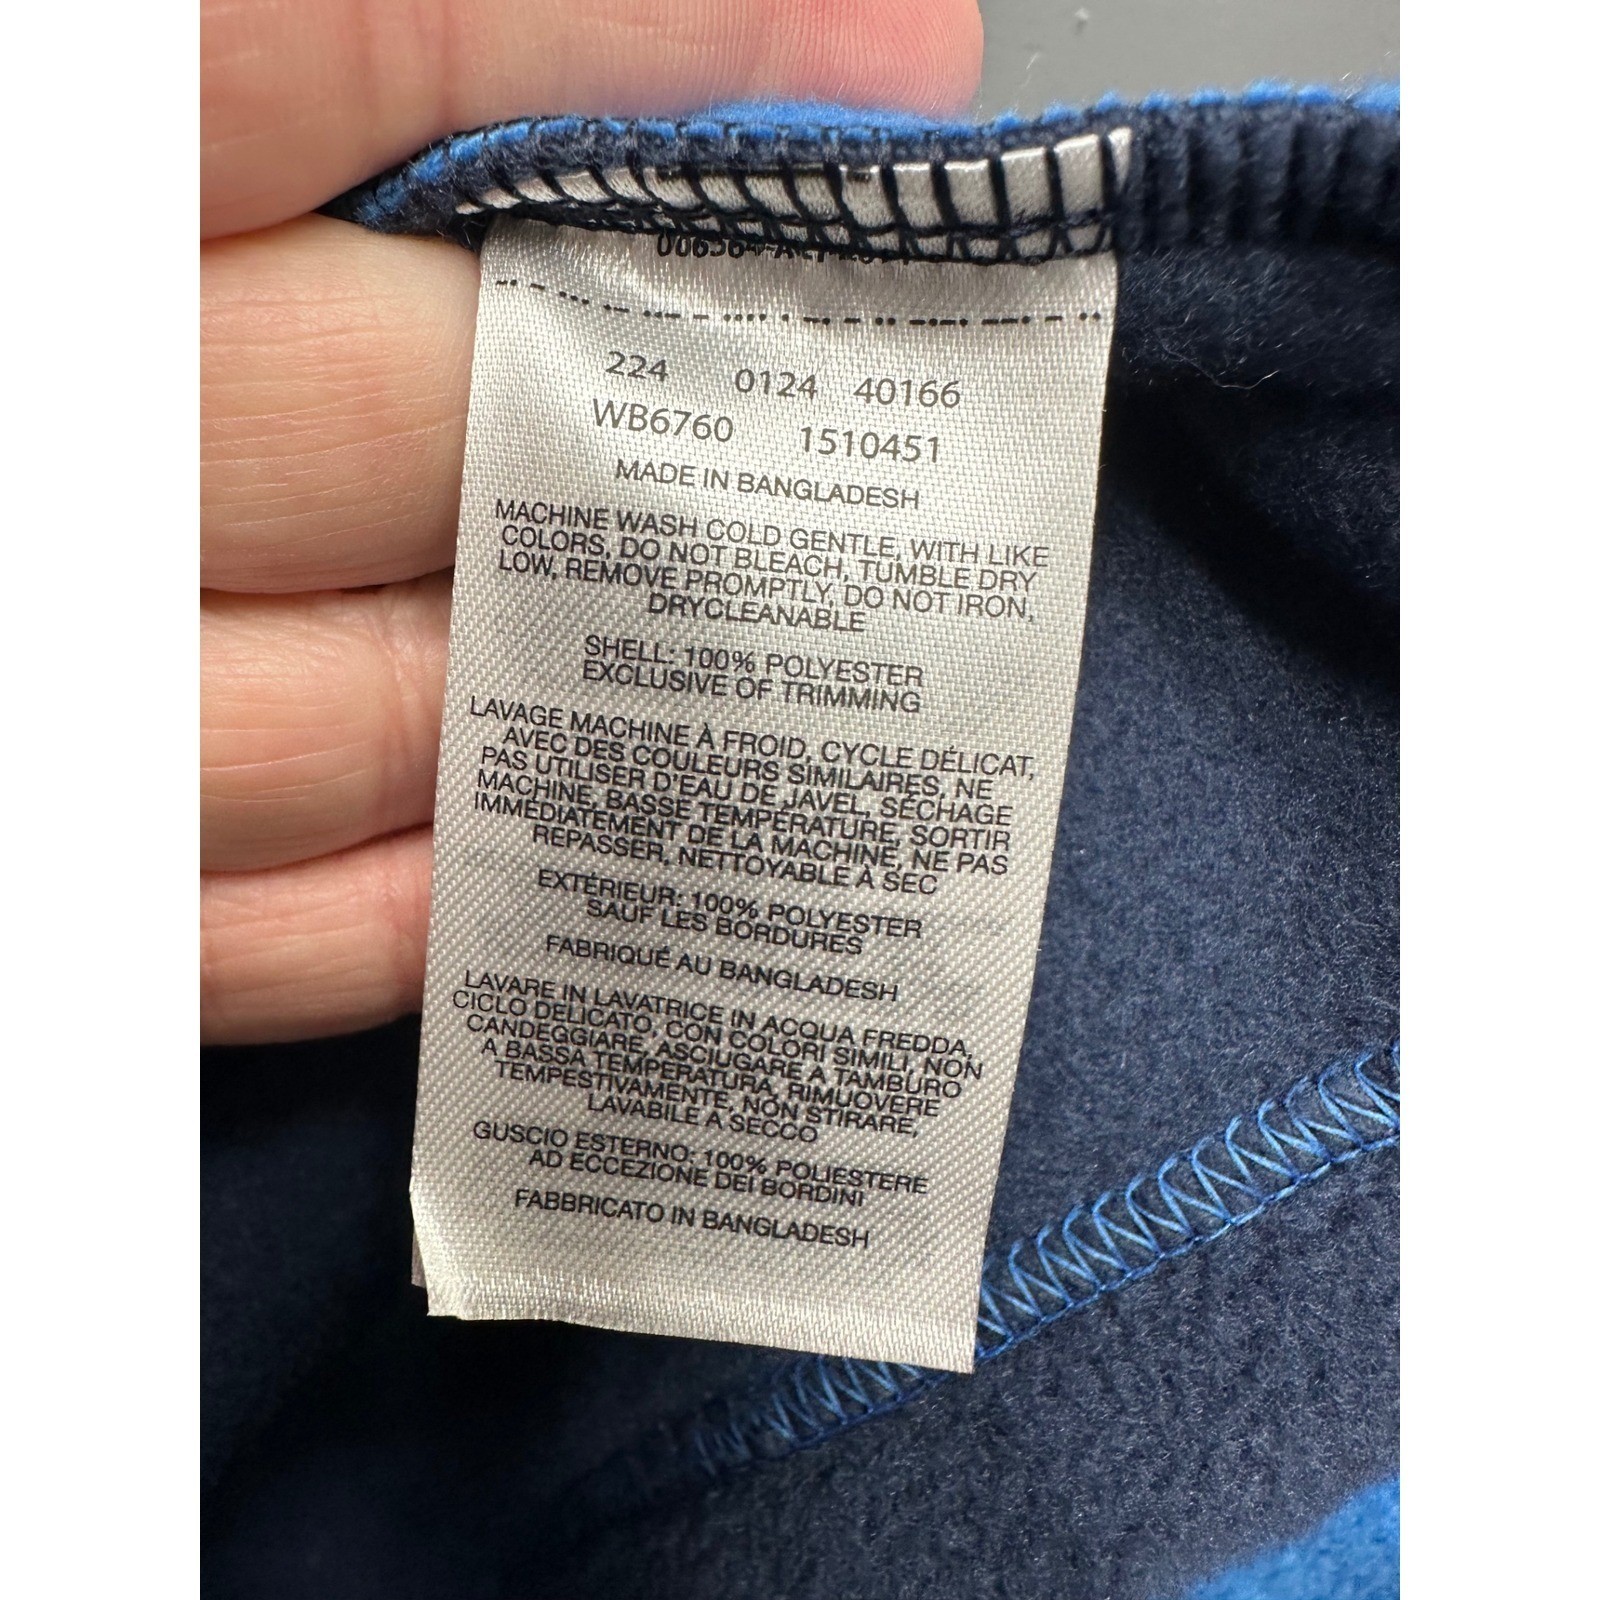 224 0124 40166
WB6760 1510451
MADE IN BANGLADESH
MACHINE WASH COLD GENTLE, WITH LIKE
COLORS, DO NOT BLEACH, TUMBLE DRY
LOW, REMOVE PROMPTLY, DO NOT IRON,
DRYCLEANABLE
SHELL: 100% POLYESTER
EXCLUSIVE OF TRIMMING
LAVAGE MACHINE À FROID, CYCLE DÉLICAT,
AVEC DES COULEURS SIMILAIRES, NE
PAS UTILISER D'EAU DE JAVEL, SÉCHAGE
MACHINE, BASSE TEMPÉRATURE, SORTIR
IMMÉDIATEMENT DE LA MACHINE, NE PAS
REPASSER, NETTOYABLE À SEC
EXTÉRIEUR: 100% POLYESTER
SAUF LES BORDURES
FABRIQUÉ AU BANGLADESH
LAVARE IN LAVATRICE IN ACQUA FREDDA,
CICLO DELICATO, CON COLORI SIMILI, NON
CANDEGGIARE, ASCIUGARE A TAMBURO
A BASSA TEMPERATURA, RIMUOVERE
TEMPESTIVAMENTE, NON STIRARE,
LAVABILE A SECCO
GUSCIO ESTERNO: 100% POLIESTERE
AD ECCEZIONE DEI BORDINI
FABBRICATO IN BANGLADESH